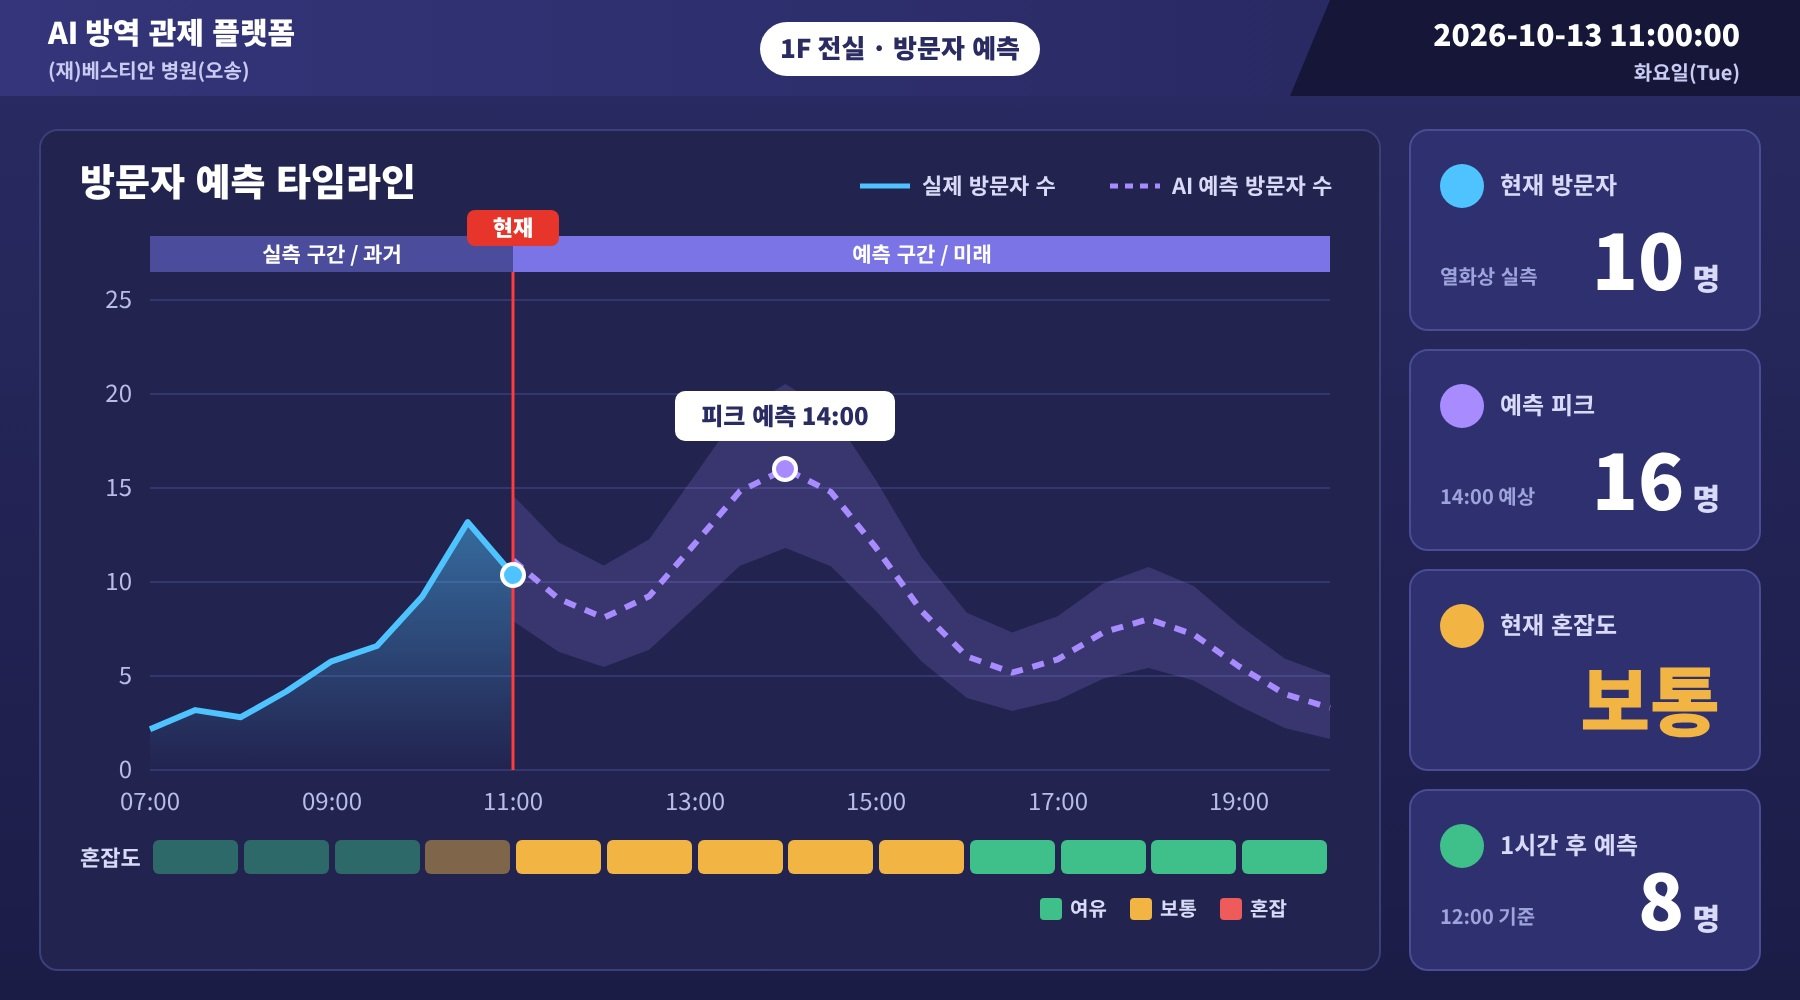 AI 방역 관제 플랫폼
(재)베스티안 병원(오송)
1F 전실 · 방문자 예측
2026-10-13 11:00:00
화요일(Tue)
방문자 예측 타임라인
실제 방문자 수
AI 예측 방문자 수
현재
실측 구간 / 과거
예측 구간 / 미래
25
20
15
10
5
0
피크 예측 14:00
07:00 09:00 11:00 13:00 15:00 17:00 19:00
혼잡도
여유 보통 혼잡
현재 방문자
열화상 실측 10 명
예측 피크
14:00 예상 16 명
현재 혼잡도
보통
1시간 후 예측
12:00 기준 8 명